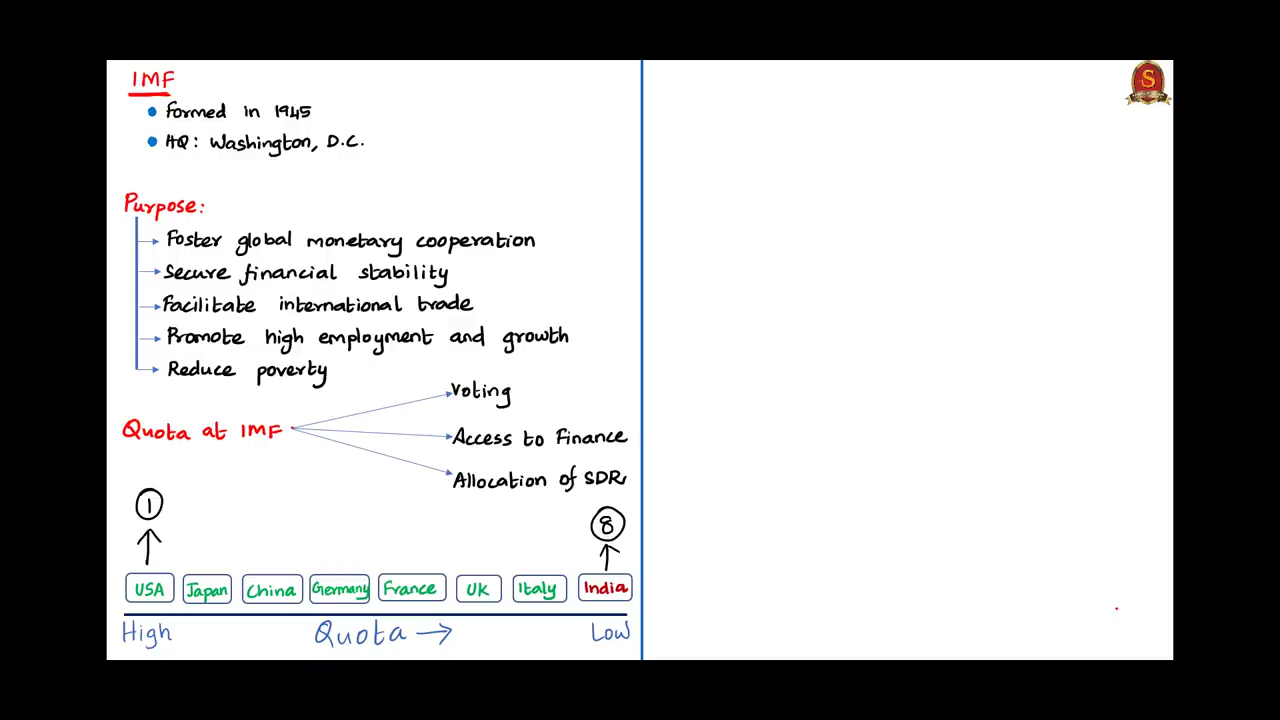 IMF
Formed in 1945
HQ: Washington, D.C.
Purpose:
Foster global monetary cooperation
Secure financial stability
Facilitate international trade
Promote high employment and growth
Reduce poverty
Voting
Quota at IMF
Access to Finance
Allocation of SDR
1
8
USA Japan China Germany France UK Italy India
High Quota → Low
S